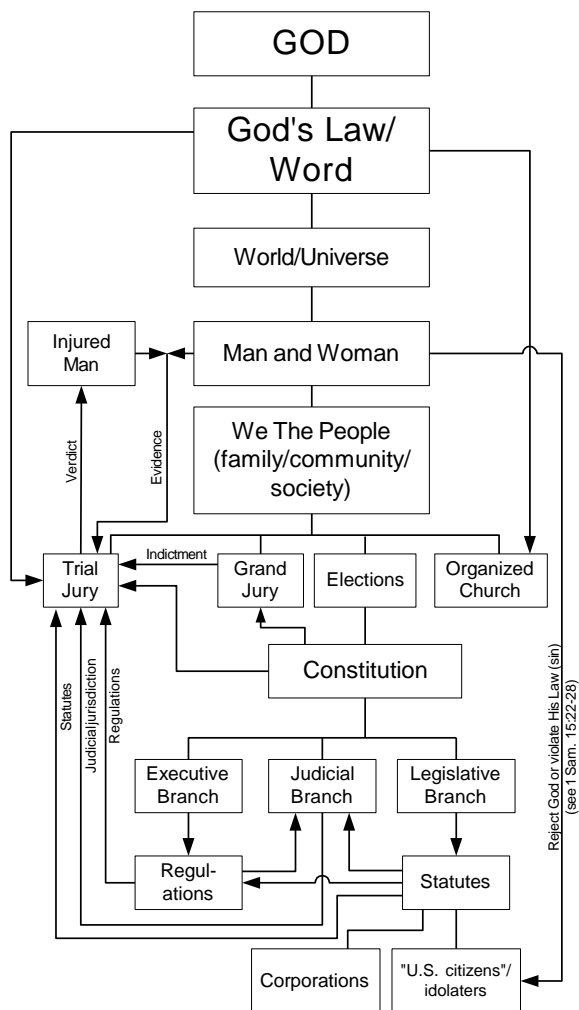 GOD
God's Law/
Word
World/Universe
Injured
Man
Man and Woman
We The People
(family/community/
society)
Verdict
Evidence
Trial
Jury
Indictment
Grand
Jury
Elections
Organized
Church
Constitution
Statutes
Judicialjurisdiction
Regulations
Reject God or violate His Law (sin)
(see 1 Sam. 15:22-28)
Executive
Branch
Judicial
Branch
Legislative
Branch
Regul-
ations
Statutes
Corporations
"U.S. citizens"/
idolaters